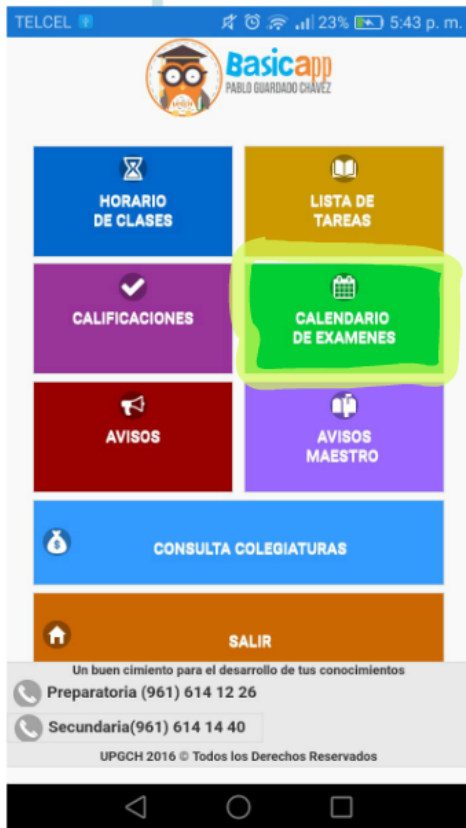 TELCEL 23% 5:43 p. m.
Basicapp
PABLO GUARDADO CHÁVEZ
HORARIO
DE CLASES
LISTA DE
TAREAS
CALIFICACIONES
CALENDARIO
DE EXAMENES
AVISOS
AVISOS
MAESTRO
CONSULTA COLEGIATURAS
SALIR
Un buen cimiento para el desarrollo de tus conocimientos
Preparatoria (961) 614 12 26
Secundaria(961) 614 14 40
UPGCH 2016 © Todos los Derechos Reservados